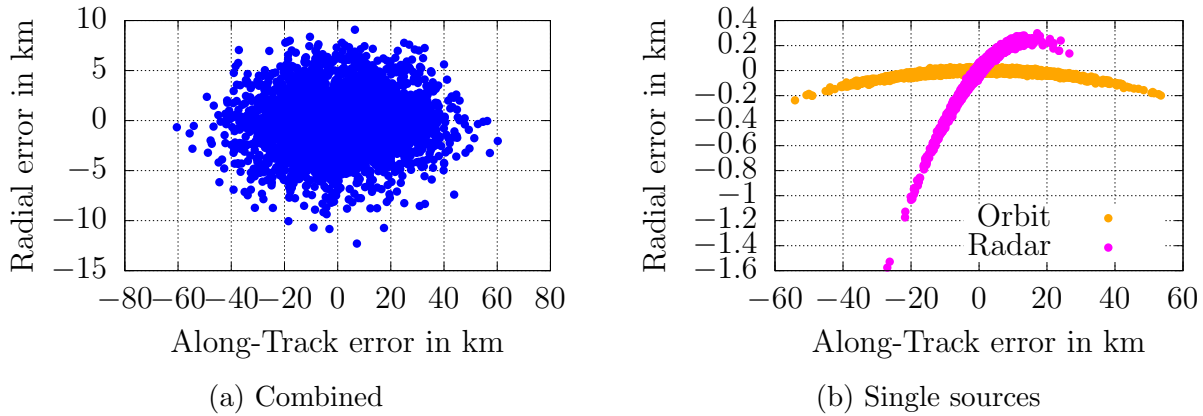 Radial error in km
10
5
0
−5
−10
−15
−80 −60 −40 −20 0 20 40 60 80
Along-Track error in km
(a) Combined
Radial error in km
0.4
0.2
0
−0.2
−0.4
−0.6
−0.8
−1
−1.2
−1.4
−1.6
Orbit
Radar
−60 −40 −20 0 20 40 60
Along-Track error in km
(b) Single sources